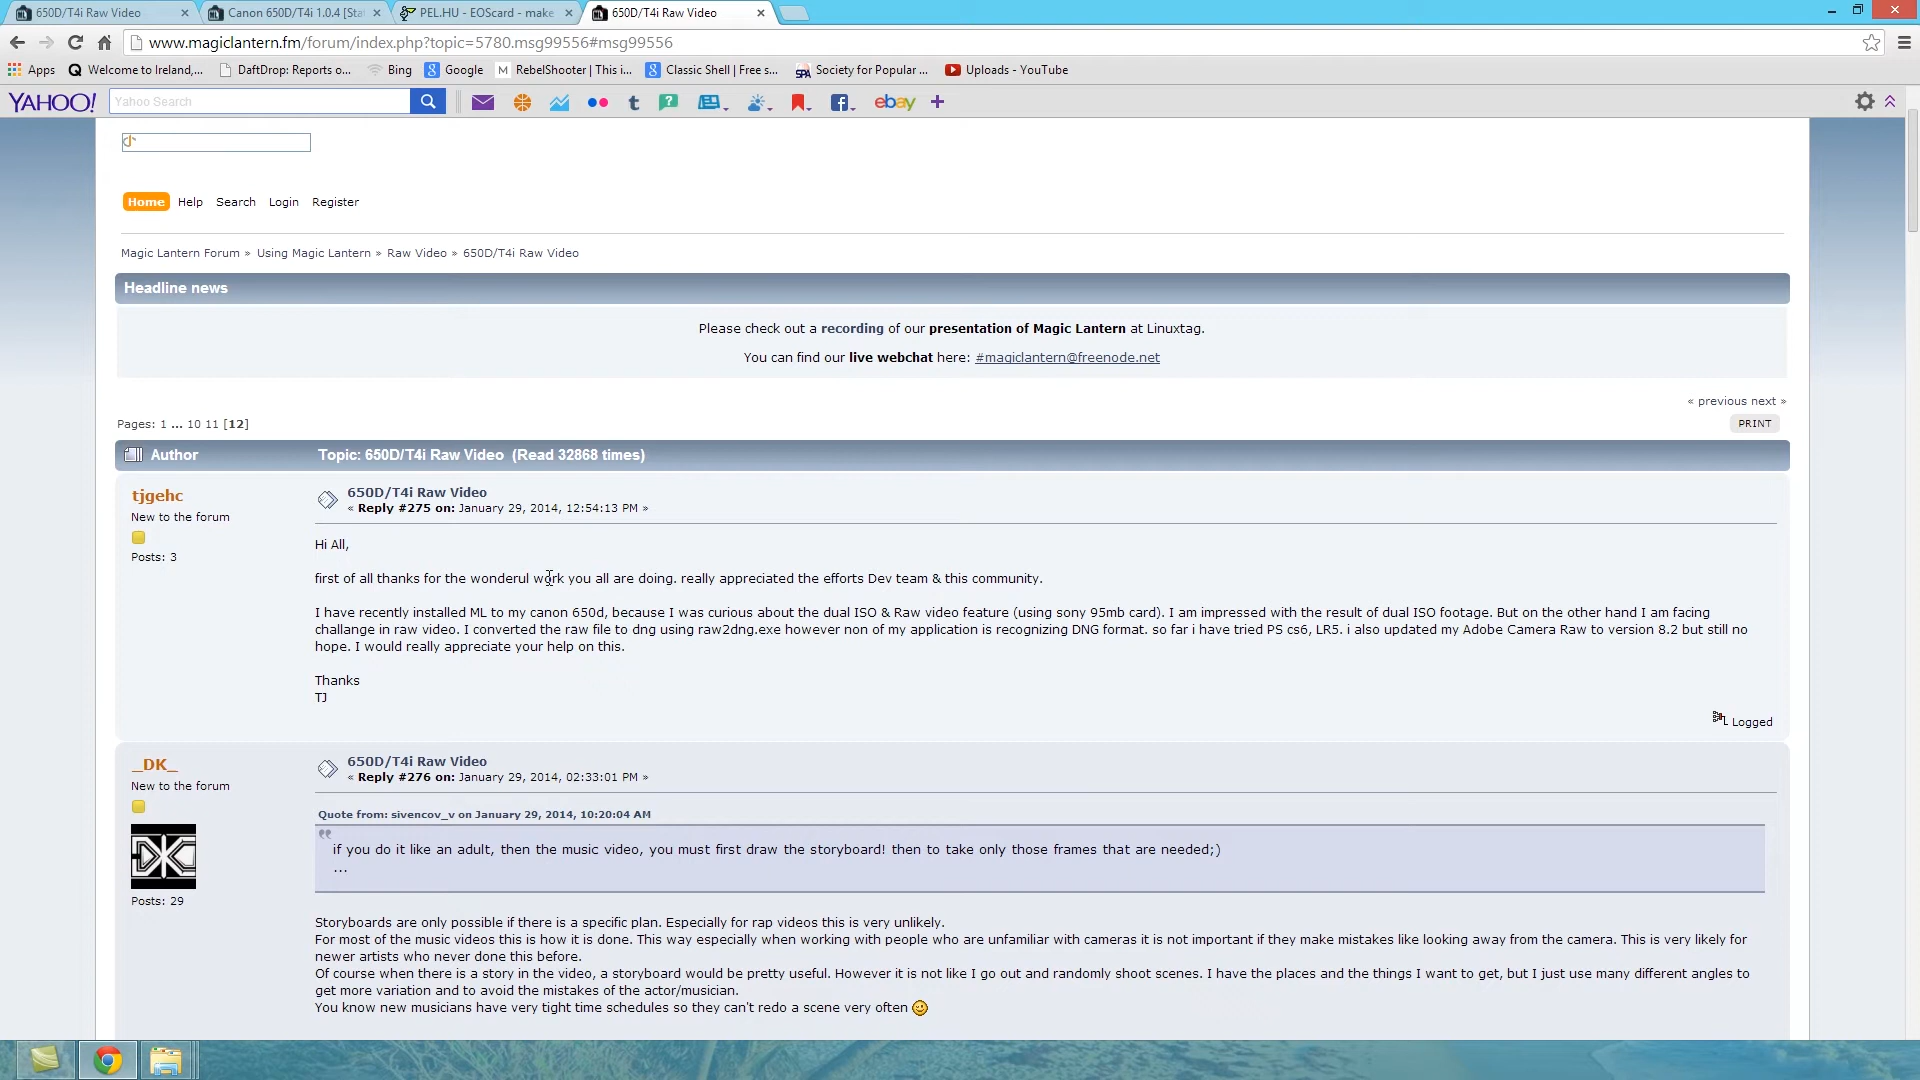 650D/T4i Raw Video
Canon 650D/T4i 1.0.4 [Sta
PEL.HU - EOScard - make
650D/T4i Raw Video
www.magiclantern.fm/forum/index.php?topic=5780.msg99556#msg99556
Apps Welcome to Ireland,... DaftDrop: Reports o... Bing Google RebelShooter | This i... Classic Shell | Free s... Society for Popular ... Uploads - YouTube
YAHOO! Yahoo Search ebay
Home Help Search Login Register
Magic Lantern Forum » Using Magic Lantern » Raw Video » 650D/T4i Raw Video
Headline news
Please check out a recording of our presentation of Magic Lantern at Linuxtag.
You can find our live webchat here: #magiclantern@freenode.net
« previous next »
Pages: 1 ... 10 11 [12]
PRINT
Author Topic: 650D/T4i Raw Video (Read 32868 times)
tjgehc
New to the forum
Posts: 3
650D/T4i Raw Video
« Reply #275 on: January 29, 2014, 12:54:13 PM »
Hi All,
first of all thanks for the wonderul work you all are doing. really appreciated the efforts Dev team & this community.
I have recently installed ML to my canon 650d, because I was curious about the dual ISO & Raw video feature (using sony 95mb card). I am impressed with the result of dual ISO footage. But on the other hand I am facing
challange in raw video. I converted the raw file to dng using raw2dng.exe however non of my application is recognizing DNG format. so far i have tried PS cs6, LR5. i also updated my Adobe Camera Raw to version 8.2 but still no
hope. I would really appreciate your help on this.
Thanks
TJ
Logged
_DK_
New to the forum
DK
Posts: 29
650D/T4i Raw Video
« Reply #276 on: January 29, 2014, 02:33:01 PM »
Quote from: sivencov_v on January 29, 2014, 10:20:04 AM
if you do it like an adult, then the music video, you must first draw the storyboard! then to take only those frames that are needed;)
...
Storyboards are only possible if there is a specific plan. Especially for rap videos this is very unlikely.
For most of the music videos this is how it is done. This way especially when working with people who are unfamiliar with cameras it is not important if they make mistakes like looking away from the camera. This is very likely for
newer artists who never done this before.
Of course when there is a story in the video, a storyboard would be pretty useful. However it is not like I go out and randomly shoot scenes. I have the places and the things I want to get, but I just use many different angles to
get more variation and to avoid the mistakes of the actor/musician.
You know new musicians have very tight time schedules so they can't redo a scene very often